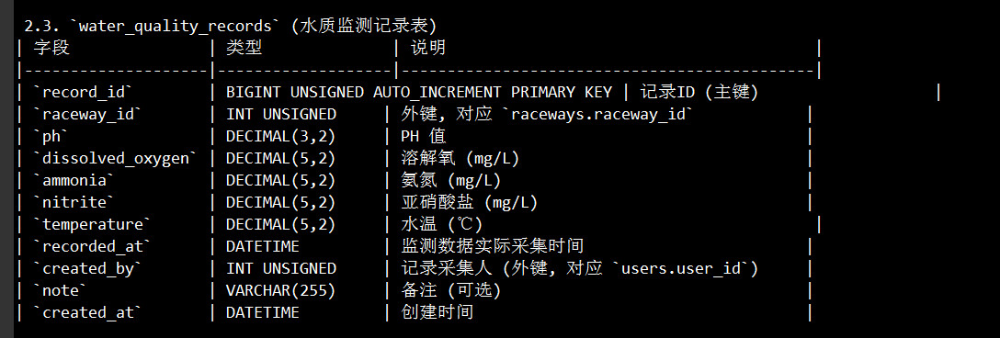 2.3. `water_quality_records` (水质监测记录表)
| 字段 | 类型 | 说明 |
|--------------------|-------------------|---------------------------------------------|
| `record_id` | BIGINT UNSIGNED AUTO_INCREMENT PRIMARY KEY | 记录ID (主键) |
| `raceway_id` | INT UNSIGNED | 外键, 对应 `raceways.raceway_id` |
| `ph` | DECIMAL(3,2) | PH 值 |
| `dissolved_oxygen` | DECIMAL(5,2) | 溶解氧 (mg/L) |
| `ammonia` | DECIMAL(5,2) | 氨氮 (mg/L) |
| `nitrite` | DECIMAL(5,2) | 亚硝酸盐 (mg/L) |
| `temperature` | DECIMAL(5,2) | 水温 (℃) |
| `recorded_at` | DATETIME | 监测数据实际采集时间 |
| `created_by` | INT UNSIGNED | 记录采集人 (外键, 对应 `users.user_id`) |
| `note` | VARCHAR(255) | 备注 (可选) |
| `created_at` | DATETIME | 创建时间 |